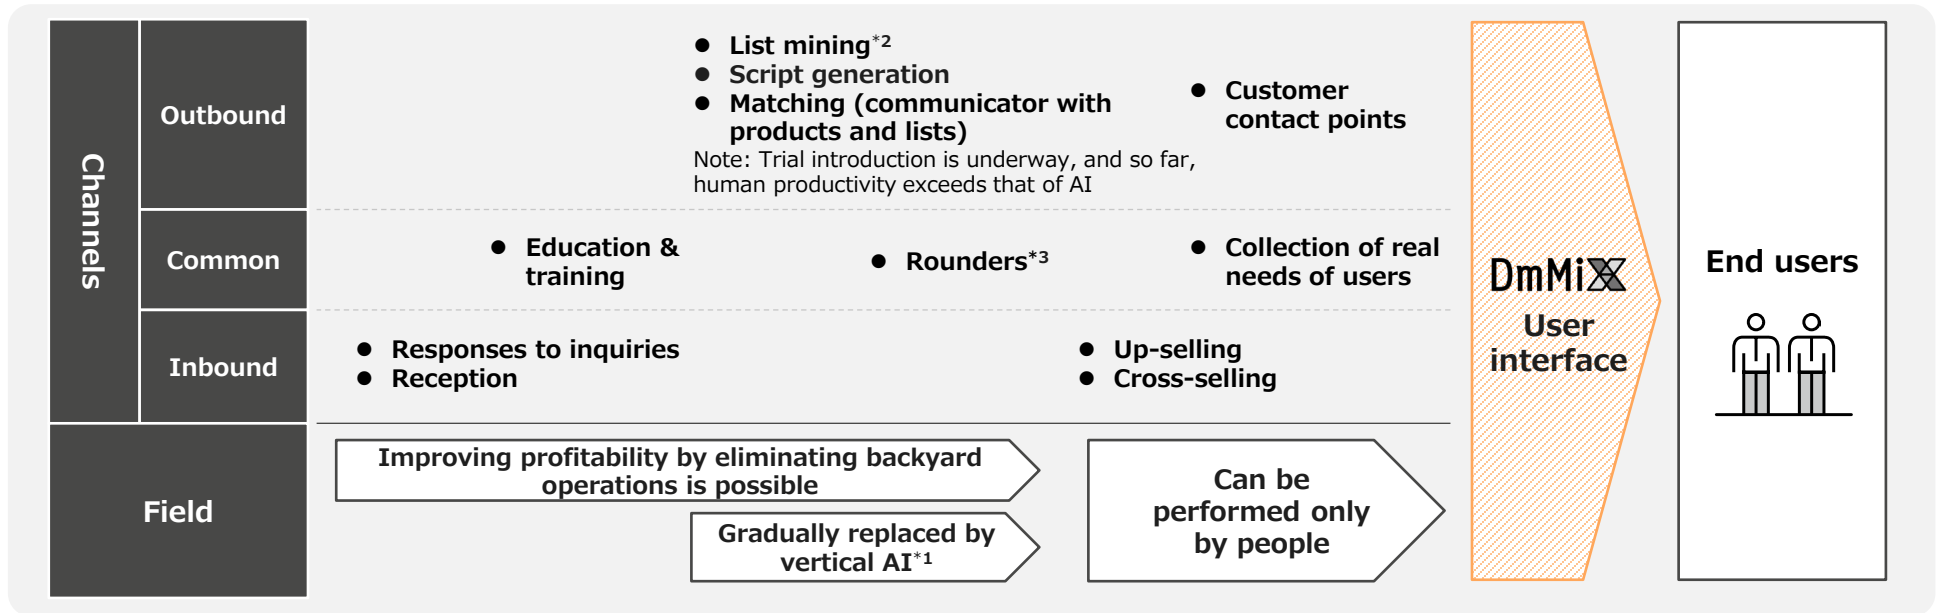 Channels
Outbound
● List mining*2
● Script generation
● Matching (communicator with
products and lists)
Note: Trial introduction is underway, and so far,
human productivity exceeds that of AI
● Customer
contact points
Common
● Education &
training
● Rounders*3
● Collection of real
needs of users
Inbound
● Responses to inquiries
● Reception
● Up-selling
● Cross-selling
Field
Improving profitability by eliminating backyard
operations is possible
Gradually replaced by
vertical AI*1
Can be
performed only
by people
DmMiX
User
interface
End users